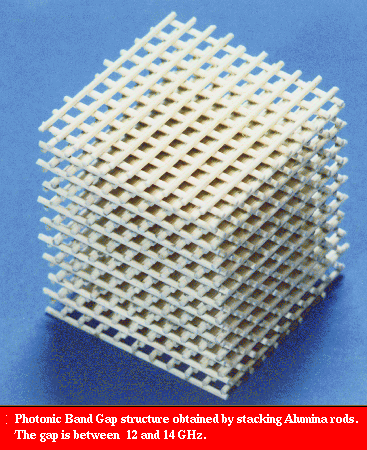 : Photonic Band Gap structure obtained by stacking Alumina rods.
The gap is between 12 and 14 GHz.